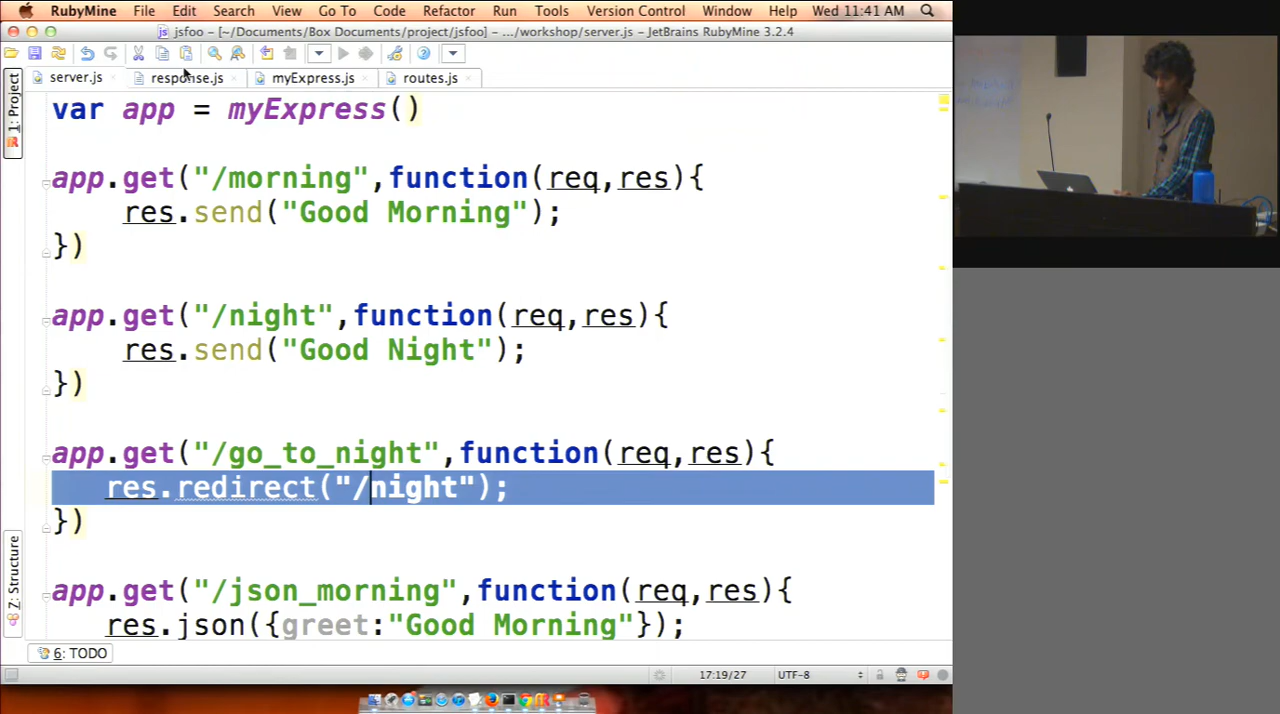 RubyMine File Edit Search View Go To Code Refactor Run Tools Version Control Window Help Wed 11:41 AM
jsfoo - [~/Documents/Box Documents/project/jsfoo] - .../workshop/server.js - JetBrains RubyMine 3.2.4
server.js response.js myExpress.js routes.js
1: Project
var app = myExpress()
app.get("/morning",function(req,res){
res.send("Good Morning");
})
app.get("/night",function(req,res){
res.send("Good Night");
})
app.get("/go_to_night",function(req,res){
res.redirect("/night");
})
app.get("/json_morning",function(req,res){
res.json({greet:"Good Morning"});
7: Structure
6: TODO
17:19/27 UTF-8